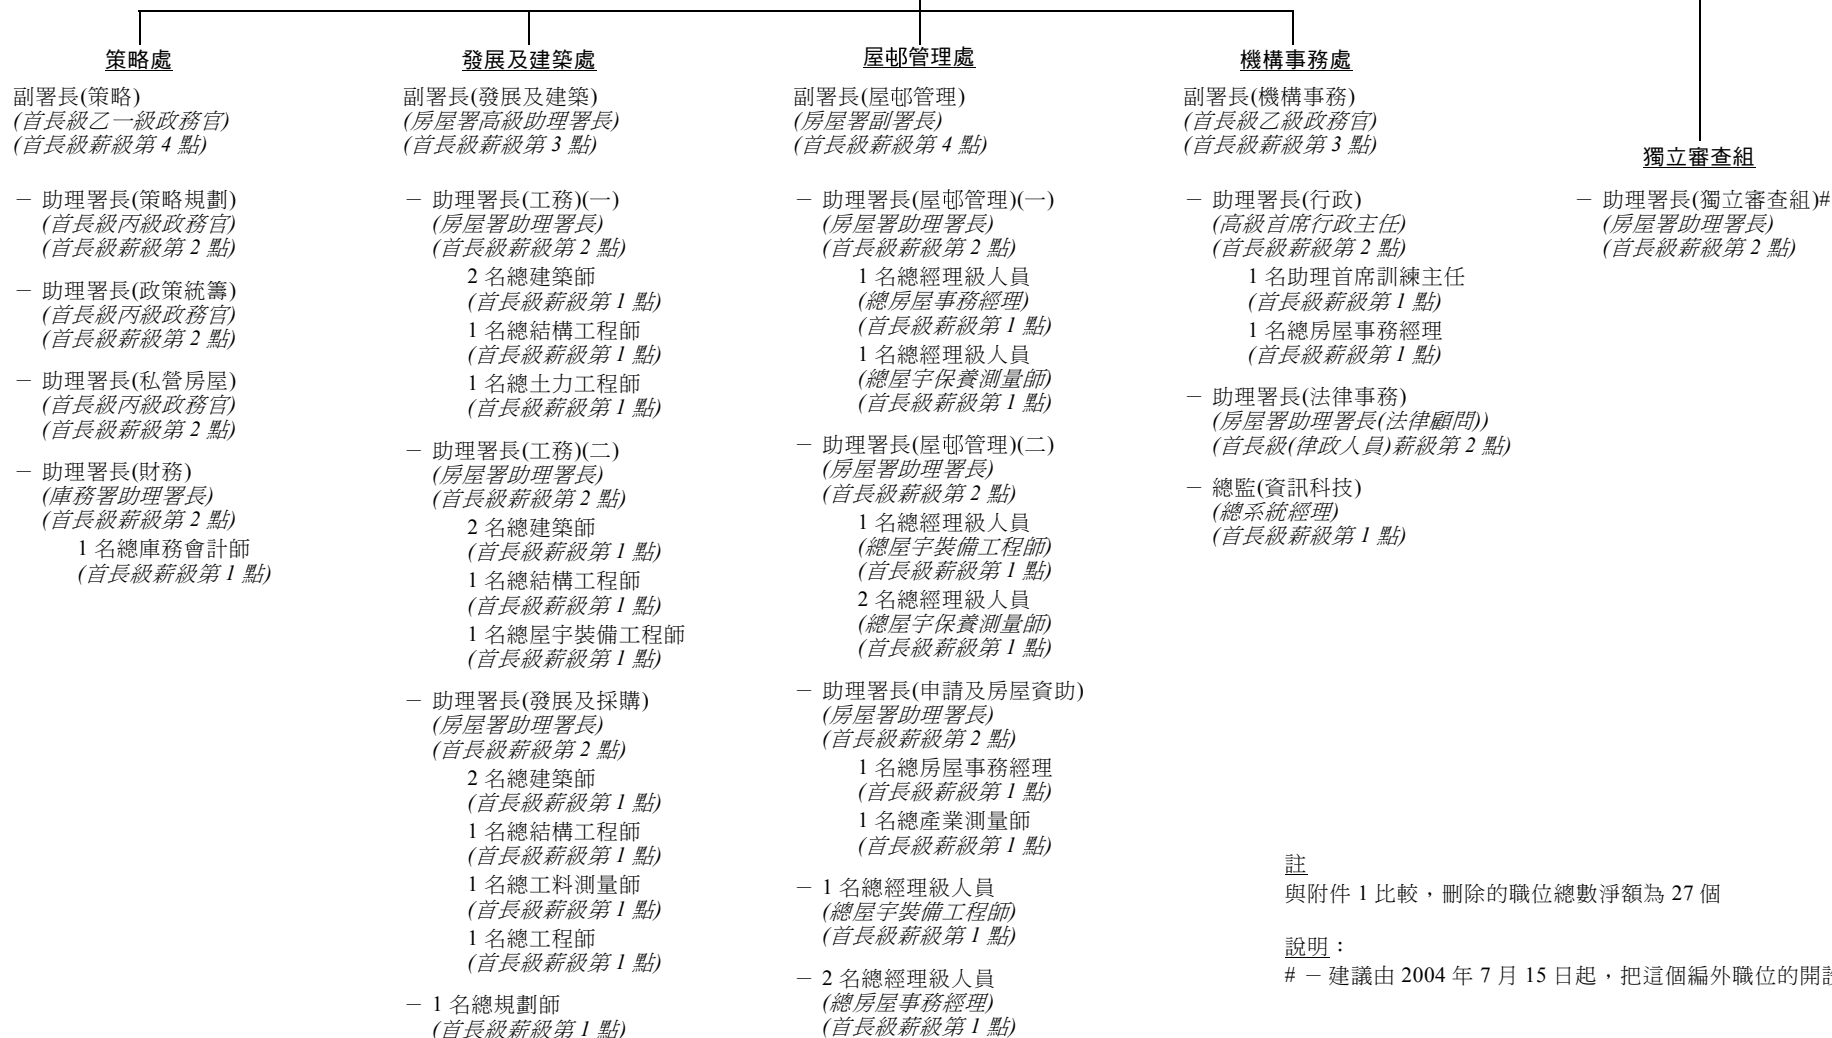 策略處
副署長(策略)
(首長級乙一級政務官)
(首長級薪級第 4 點)
－ 助理署長(策略規劃)
(首長級丙級政務官)
(首長級薪級第 2 點)
－ 助理署長(政策統籌)
(首長級丙級政務官)
(首長級薪級第 2 點)
－ 助理署長(私營房屋)
(首長級丙級政務官)
(首長級薪級第 2 點)
－ 助理署長(財務)
(庫務署助理署長)
(首長級薪級第 2 點)
1 名總庫務會計師
(首長級薪級第 1 點)
發展及建築處
副署長(發展及建築)
(房屋署高級助理署長)
(首長級薪級第 3 點)
－ 助理署長(工務)(一)
(房屋署助理署長)
(首長級薪級第 2 點)
2 名總建築師
(首長級薪級第 1 點)
1 名總結構工程師
(首長級薪級第 1 點)
1 名總土力工程師
(首長級薪級第 1 點)
－ 助理署長(工務)(二)
(房屋署助理署長)
(首長級薪級第 2 點)
2 名總建築師
(首長級薪級第 1 點)
1 名總結構工程師
(首長級薪級第 1 點)
1 名總屋宇裝備工程師
(首長級薪級第 1 點)
－ 助理署長(發展及採購)
(房屋署助理署長)
(首長級薪級第 2 點)
2 名總建築師
(首長級薪級第 1 點)
1 名總結構工程師
(首長級薪級第 1 點)
1 名總工料測量師
(首長級薪級第 1 點)
1 名總工程師
(首長級薪級第 1 點)
－ 1 名總規劃師
(首長級薪級第 1 點)
屋邨管理處
副署長(屋邨管理)
(房屋署副署長)
(首長級薪級第 4 點)
－ 助理署長(屋邨管理)(一)
(房屋署助理署長)
(首長級薪級第 2 點)
1 名總經理級人員
(總房屋事務經理)
(首長級薪級第 1 點)
1 名總經理級人員
(總屋宇保養測量師)
(首長級薪級第 1 點)
－ 助理署長(屋邨管理)(二)
(房屋署助理署長)
(首長級薪級第 2 點)
1 名總經理級人員
(總屋宇裝備工程師)
(首長級薪級第 1 點)
2 名總經理級人員
(總屋宇保養測量師)
(首長級薪級第 1 點)
－ 助理署長(申請及房屋資助)
(房屋署助理署長)
(首長級薪級第 2 點)
1 名總房屋事務經理
(首長級薪級第 1 點)
1 名總產業測量師
(首長級薪級第 1 點)
－ 1 名總經理級人員
(總屋宇裝備工程師)
(首長級薪級第 1 點)
－ 2 名總經理級人員
(總房屋事務經理)
(首長級薪級第 1 點)
機構事務處
副署長(機構事務)
(首長級乙級政務官)
(首長級薪級第 3 點)
－ 助理署長(行政)
(高級首席行政主任)
(首長級薪級第 2 點)
1 名助理首席訓練主任
(首長級薪級第 1 點)
1 名總房屋事務經理
(首長級薪級第 1 點)
－ 助理署長(法律事務)
(房屋署助理署長(法律顧問))
(首長級(律政人員)薪級第 2 點)
－ 總監(資訊科技)
(總系統經理)
(首長級薪級第 1 點)
獨立審查組
－ 助理署長(獨立審查組)#
(房屋署助理署長)
(首長級薪級第 2 點)
註
與附件 1 比較，刪除的職位總數淨額為 27 個
說明：
# － 建議由 2004 年 7 月 15 日起，把這個編外職位的開